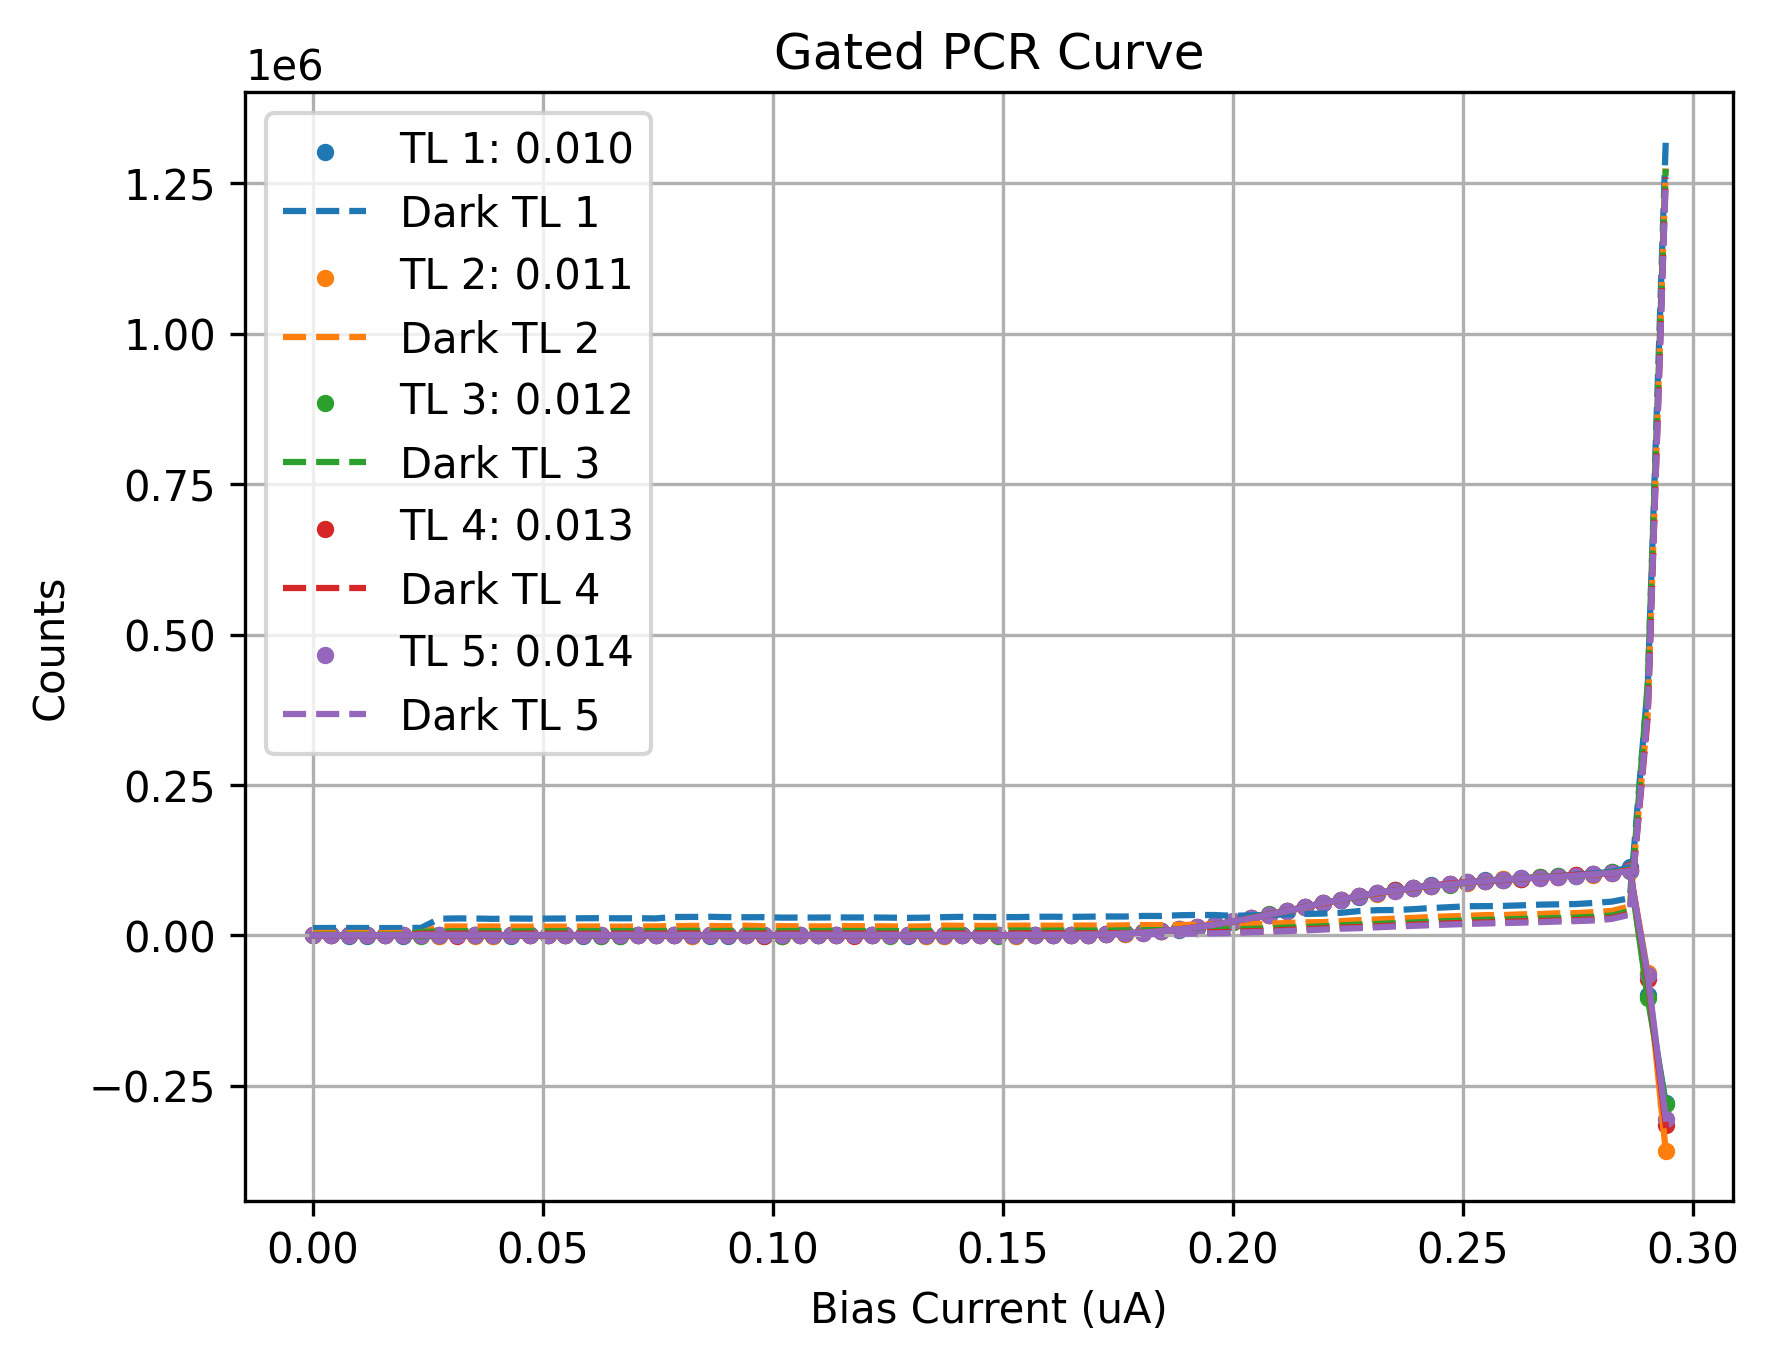 Gated PCR Curve
1e6
TL 1: 0.010
Dark TL 1
TL 2: 0.011
Dark TL 2
TL 3: 0.012
Dark TL 3
TL 4: 0.013
Dark TL 4
TL 5: 0.014
Dark TL 5
1.25
1.00
0.75
0.50
0.25
0.00
−0.25
Counts
0.00 0.05 0.10 0.15 0.20 0.25 0.30
Bias Current (uA)